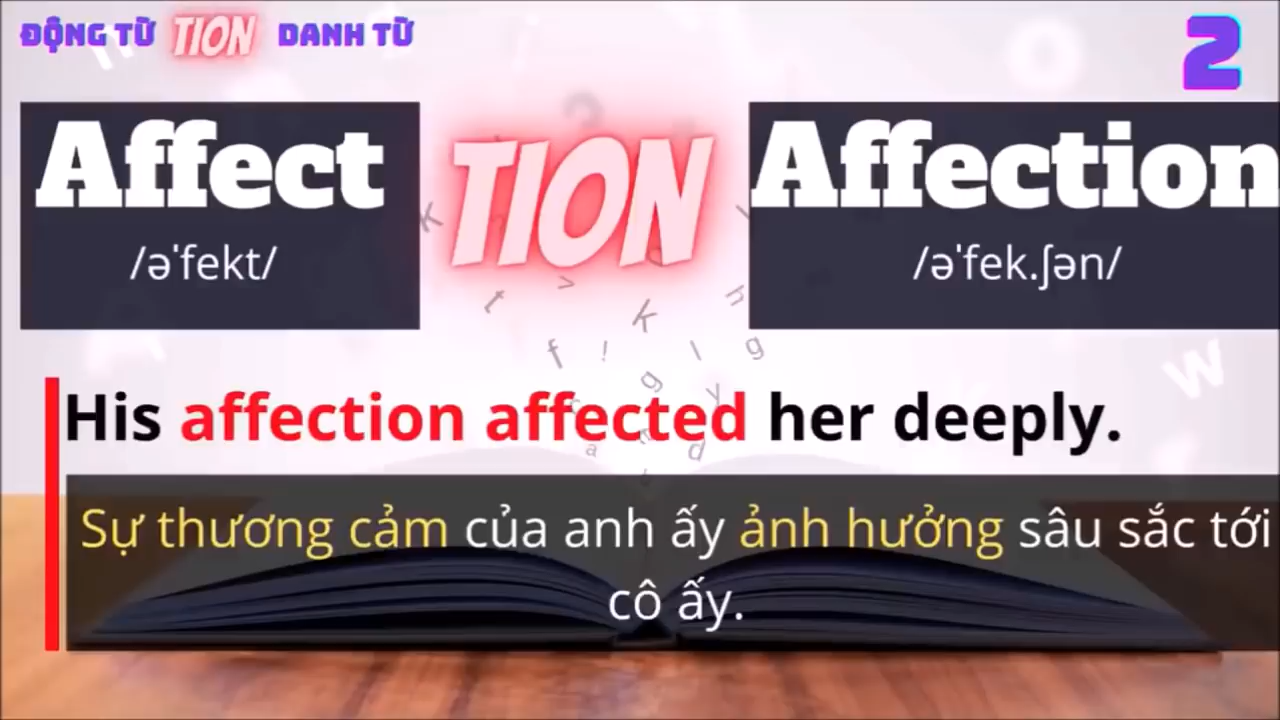 ĐỘNG TỪ TION DANH TỪ
2
Affect TION Affection
/əˈfekt/ /əˈfek.ʃən/
His affection affected her deeply.
Sự thương cảm của anh ấy ảnh hưởng sâu sắc tới
cô ấy.